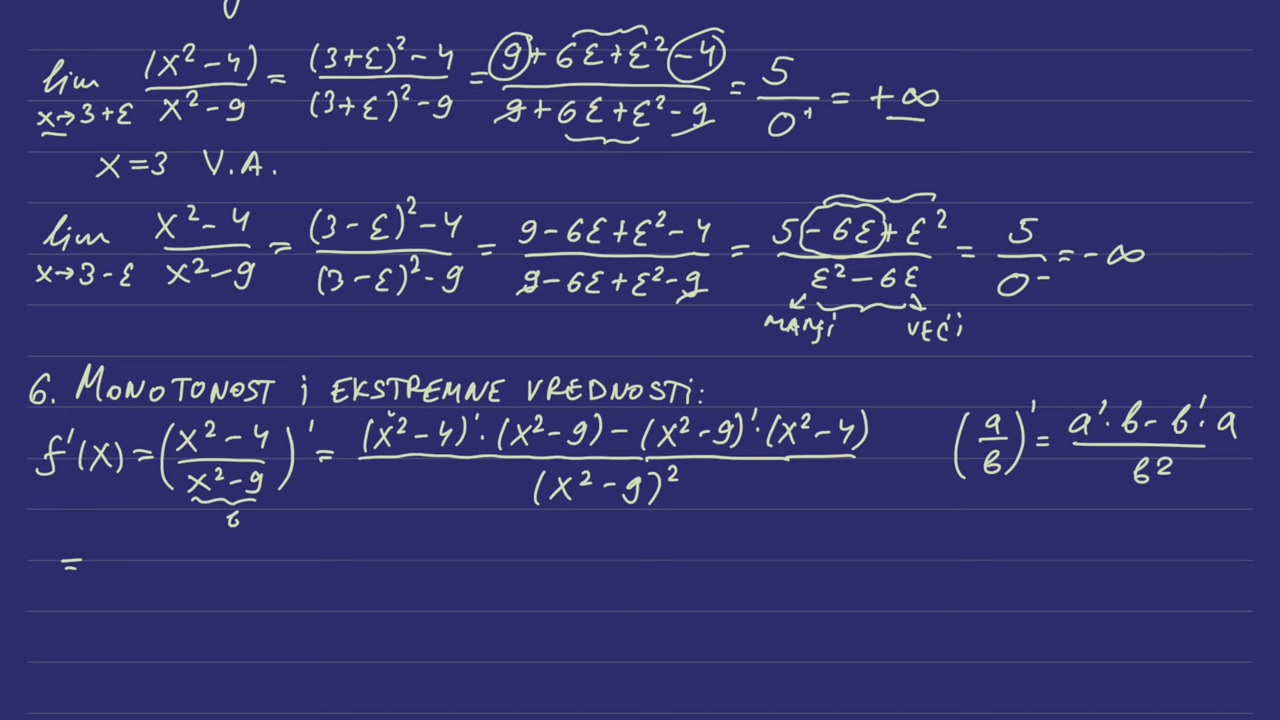 lim x→3+ε (x²-4)/(x²-9) = ((3+ε)²-4)/((3+ε)²-9) = (9+6ε+ε²-4)/(9+6ε+ε²-9) = 5/0⁺ = +∞
x=3 V.A.
lim x→3-ε (x²-4)/(x²-9) = ((3-ε)²-4)/((3-ε)²-9) = (9-6ε+ε²-4)/(9-6ε+ε²-9) = (5-6ε+ε²)/(ε²-6ε) = 5/0⁻ = -∞
MANJI VEĆI
6. MONOTONOST i EKSTREMNE VREDNOSTI:
f'(x) = ((x²-4)/(x²-9))' = ((x²-4)'·(x²-9)-(x²-9)'·(x²-4))/(x²-9)² (a/b)' = (a'·b-b'·a)/b²
b
=